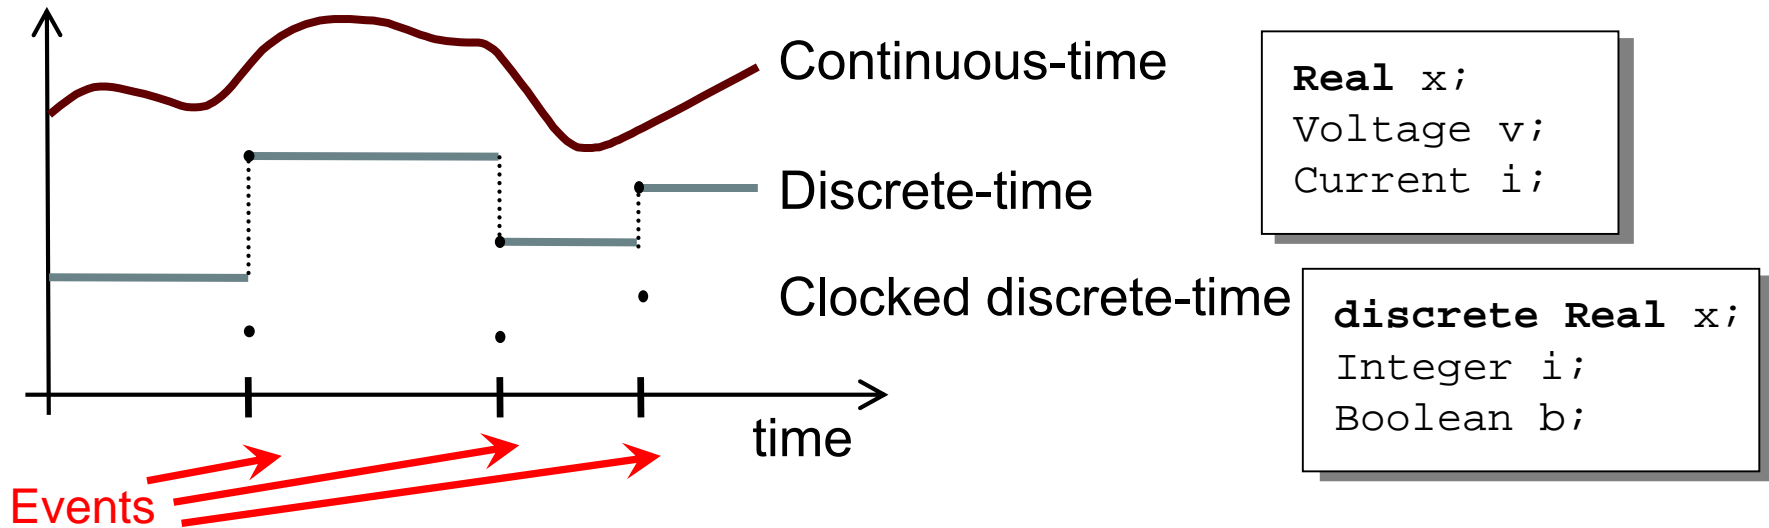 Continuous-time
Discrete-time
Clocked discrete-time
time
Events
Real x;
Voltage v;
Current i;
discrete Real x;
Integer i;
Boolean b;